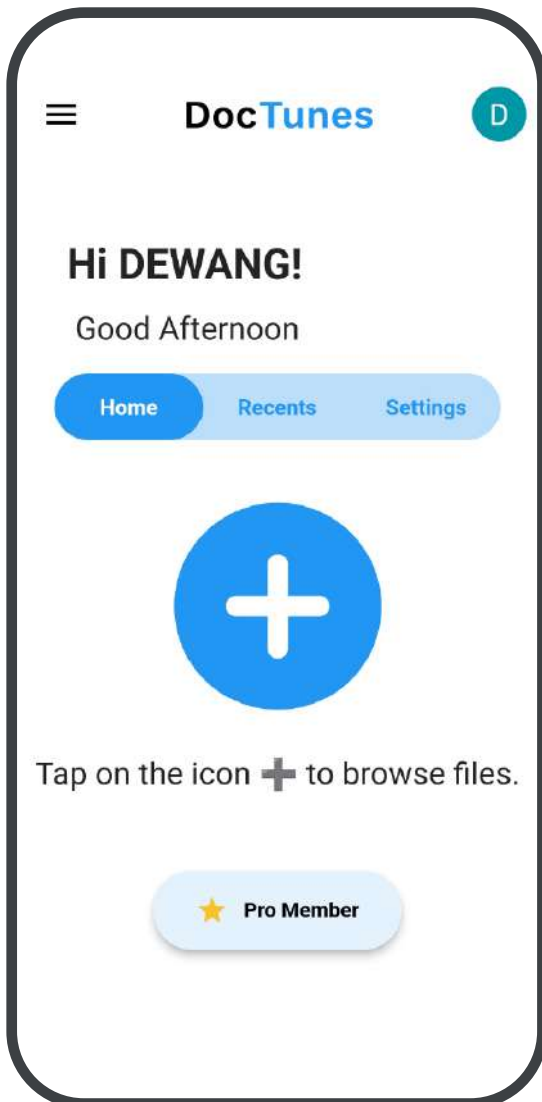 DocTunes
D
Hi DEWANG!
Good Afternoon
Home Recents Settings
Tap on the icon ➕ to browse files.
Pro Member